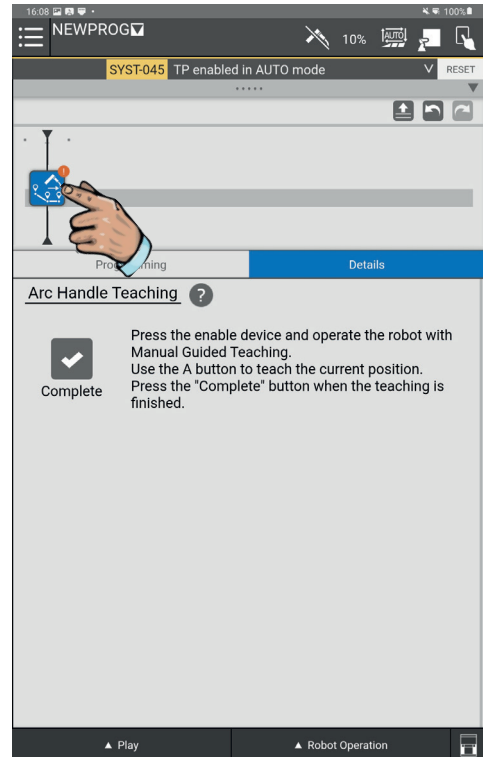 16:08 100%
NEWPROG
10% AUTO
SYST-045 TP enabled in AUTO mode RESET
!
Details
Arc Handle Teaching ?
Press the enable device and operate the robot with
Manual Guided Teaching.
Use the A button to teach the current position.
Press the "Complete" button when the teaching is
finished.
Complete
▲ Play ▲ Robot Operation